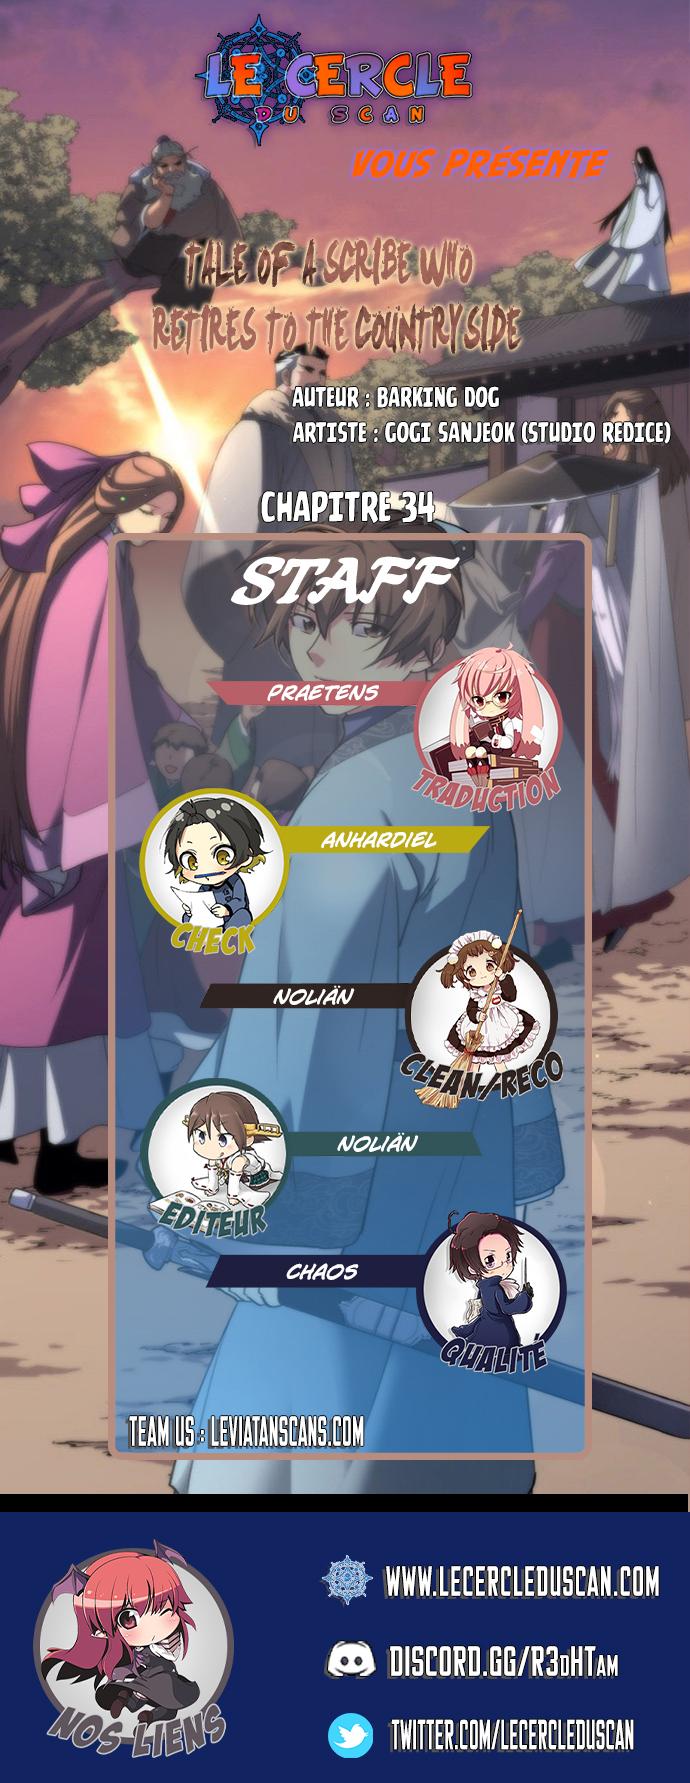 LE CERCLE
DU SCAN
VOUS PRÉSENTE
TALE OF A SCRIBE WHO
RETIRES TO THE COUNTRYSIDE
AUTEUR : BARKING DOG
ARTISTE : GOGI SANJEOK (STUDIO REDICE)
CHAPITRE 34
STAFF
PRAETENS
TRADUCTION
ANHARDIEL
CHECK
NOLIÄN
CLEAN/RECO
NOLIÄN
EDITEUR
CHAOS
QUALITÉ
TEAM US : LEVIATANSCANS.COM
NOS LIENS
WWW.LECERCLEDUSCAN.COM
DISCORD.GG/R3dHTam
TWITTER.COM/LECERCLEDUSCAN